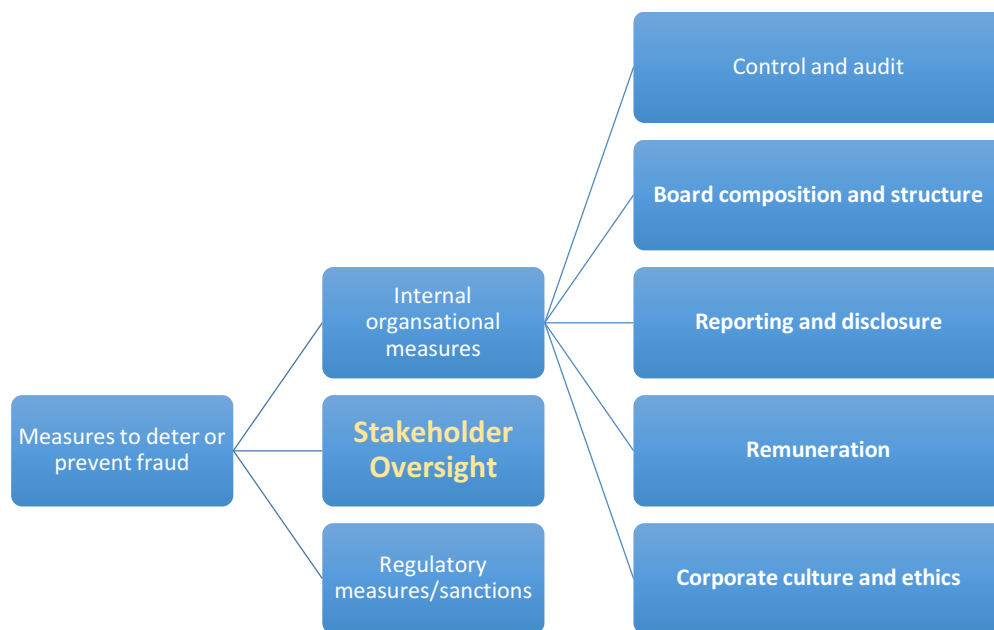 Measures to deter or
prevent fraud
Internal
organsational
measures
Stakeholder
Oversight
Regulatory
measures/sanctions
Control and audit
Board composition and structure
Reporting and disclosure
Remuneration
Corporate culture and ethics